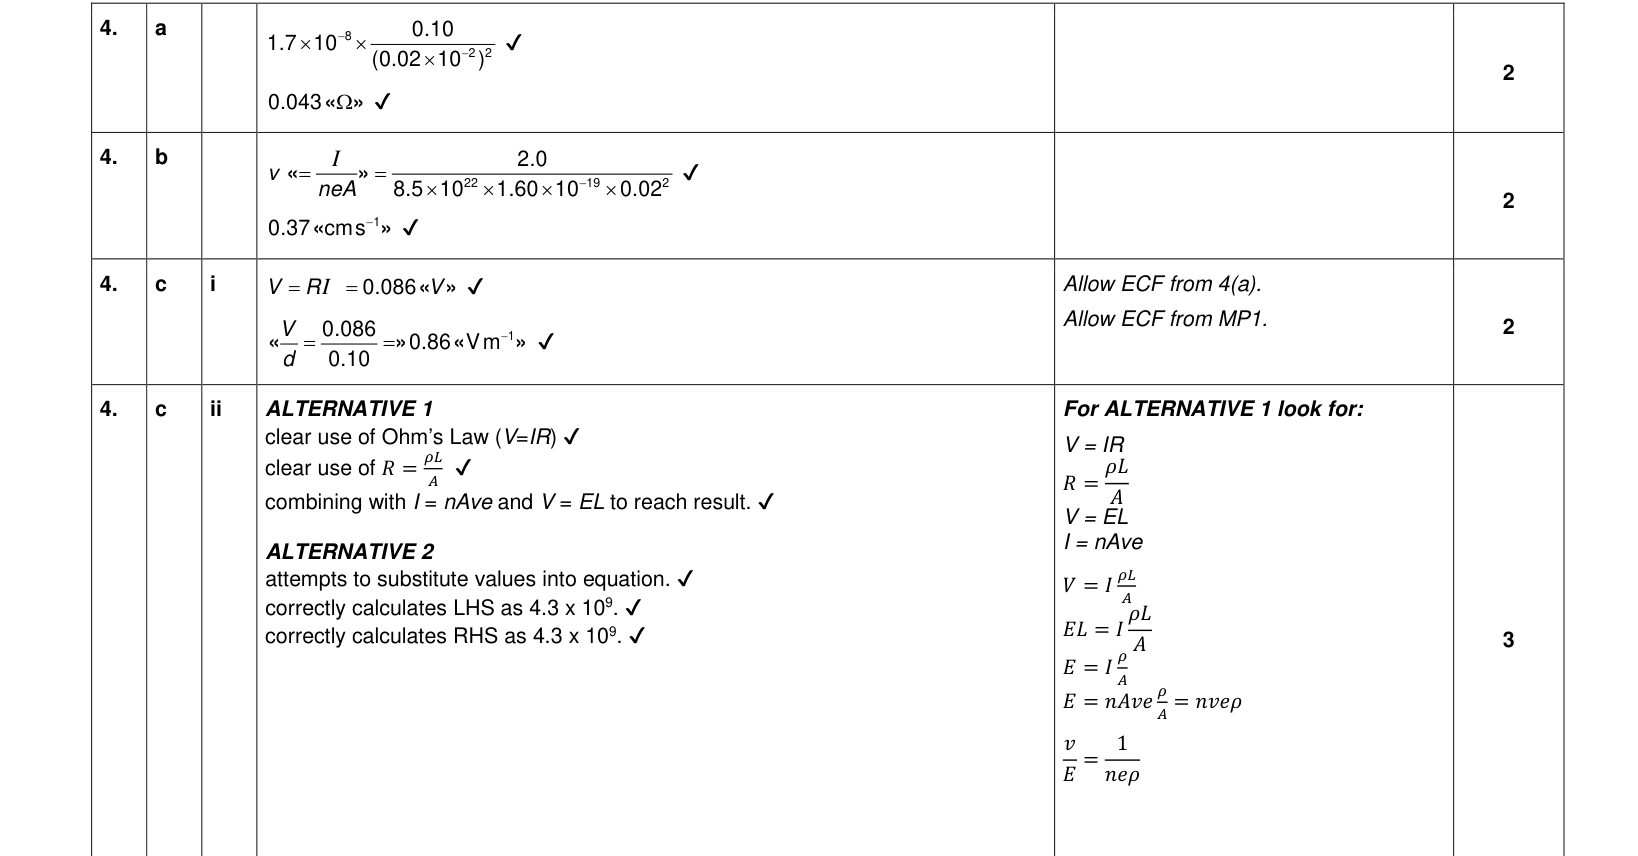 4. a 1.7×10⁻⁸ × 0.10/(0.02×10⁻²)² ✓ 2
0.043 «Ω» ✓
4. b v «= I/neA» = 2.0/(8.5×10²² ×1.60×10⁻¹⁹ ×0.02²) ✓ 2
0.37 «cm s⁻¹» ✓
4. c i V = RI = 0.086 «V» ✓ Allow ECF from 4(a). 2
Allow ECF from MP1.
«V/d = 0.086/0.10 =» 0.86 «V m⁻¹» ✓
4. c ii ALTERNATIVE 1 3
clear use of Ohm's Law (V=IR) ✓
clear use of R = ρL/A ✓
combining with I = nAve and V = EL to reach result. ✓
ALTERNATIVE 2
attempts to substitute values into equation. ✓
correctly calculates LHS as 4.3 x 10⁹. ✓
correctly calculates RHS as 4.3 x 10⁹. ✓
For ALTERNATIVE 1 look for:
V = IR
R = ρL/A
V = EL
I = nAve
V = I ρL/A
EL = I ρL/A
E = I ρ/A
E = nAve ρ/A = nveρ
v/E = 1/neρ